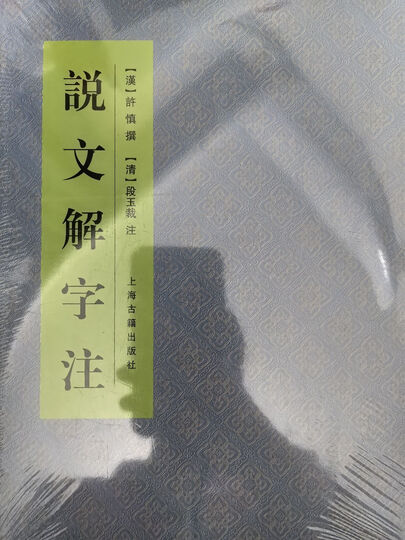 説文解字注
【漢】許慎撰 【清】段玉裁注
上海古籍出版社